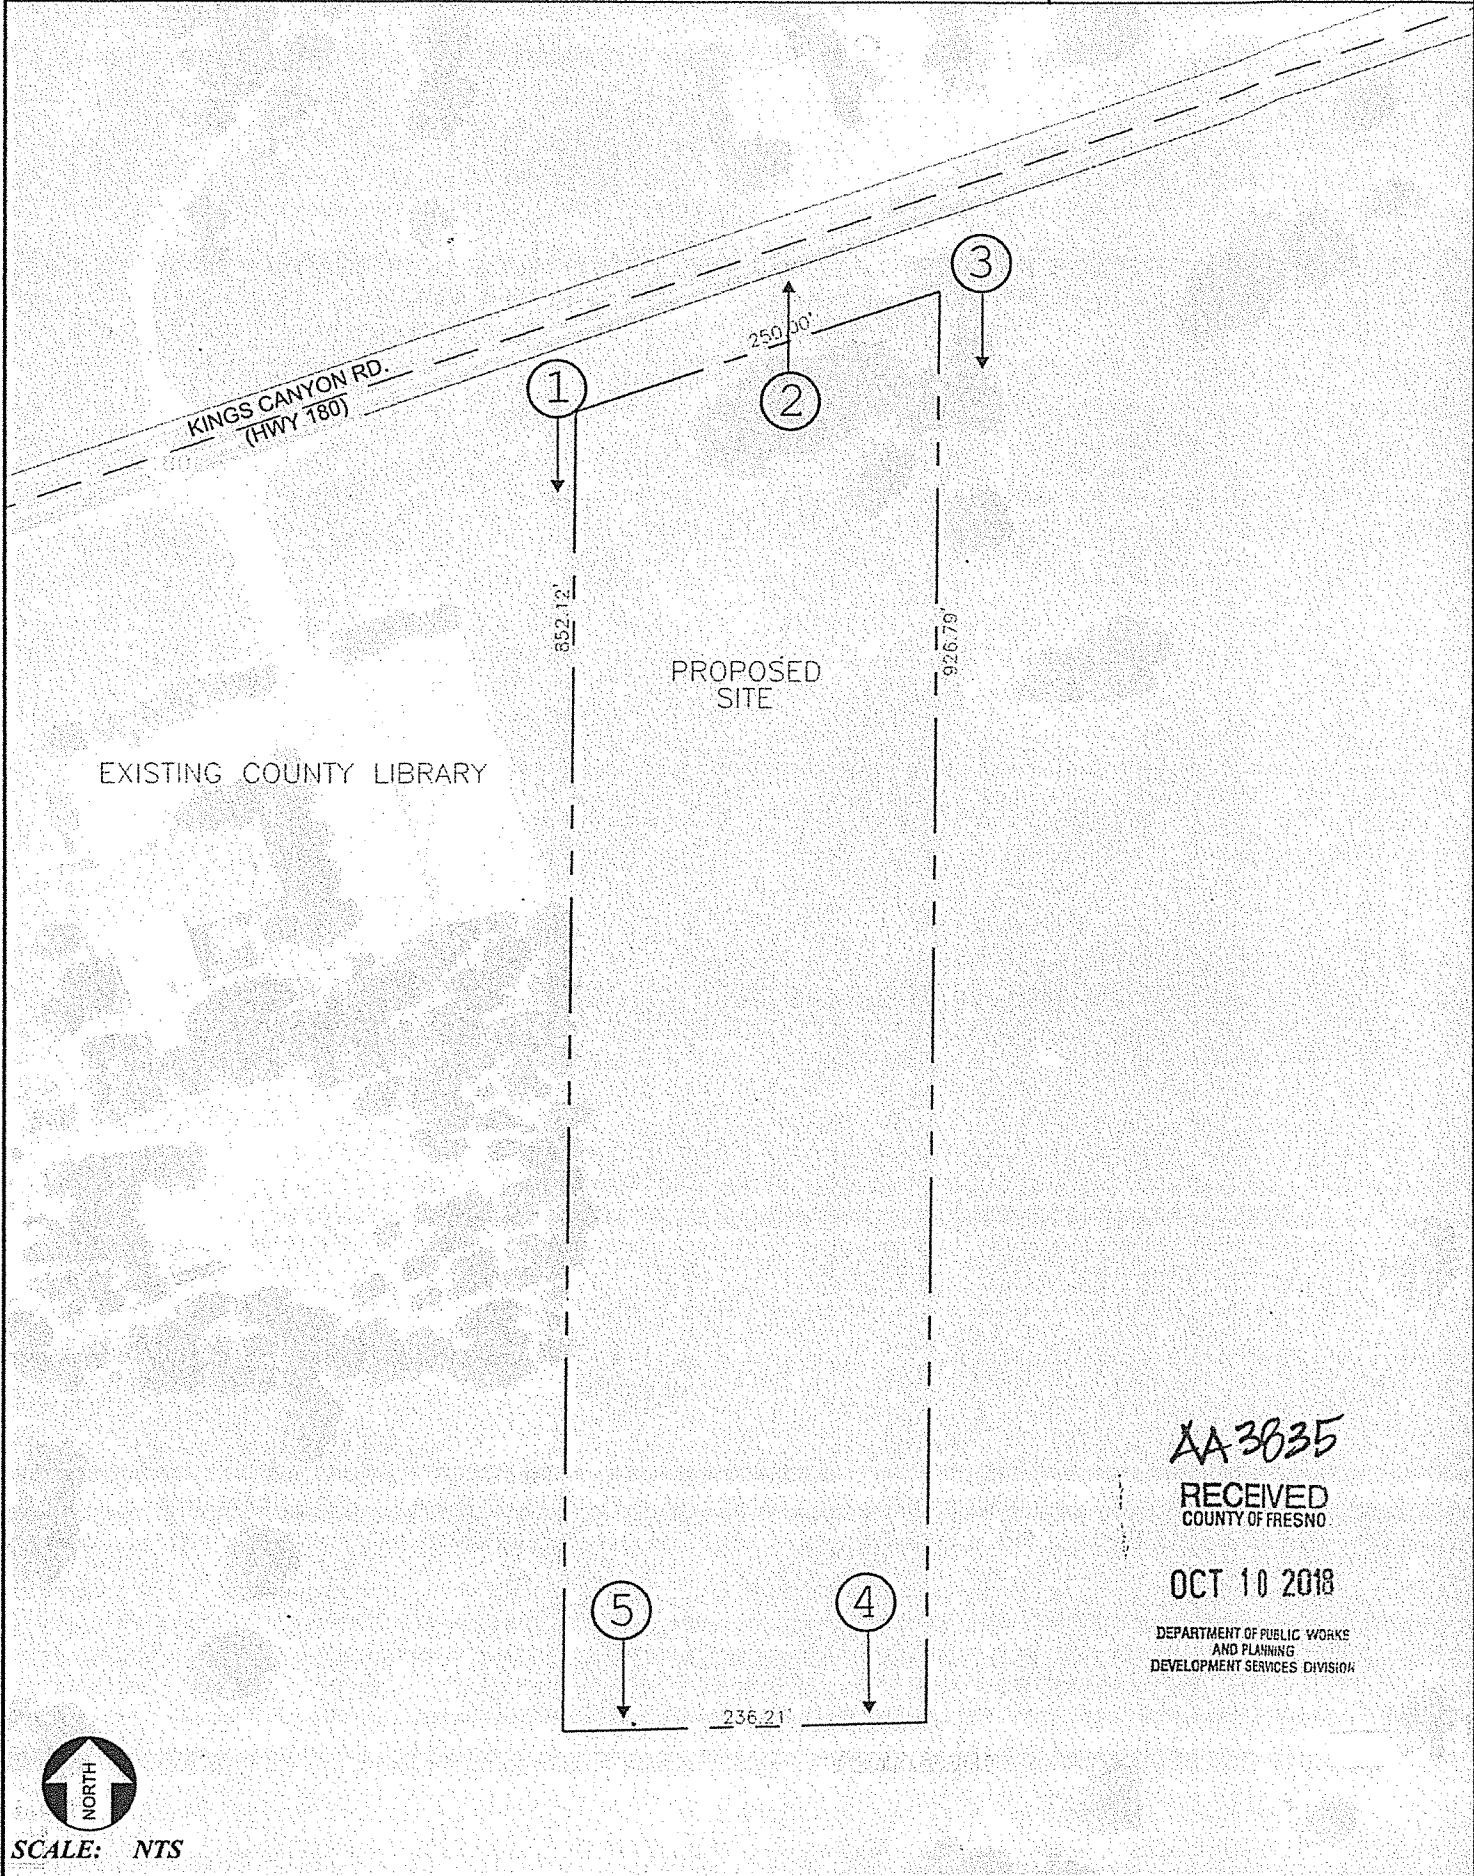 3
250.00'
1
2
KINGS CANYON RD.
(HWY 180)
852.12'
926.79'
PROPOSED
SITE
EXISTING COUNTY LIBRARY
AA 3835
RECEIVED
COUNTY OF FRESNO
OCT 10 2018
5
4
DEPARTMENT OF PUBLIC WORKS
AND PLANNING
DEVELOPMENT SERVICES DIVISION
236.21'
NORTH
SCALE: NTS